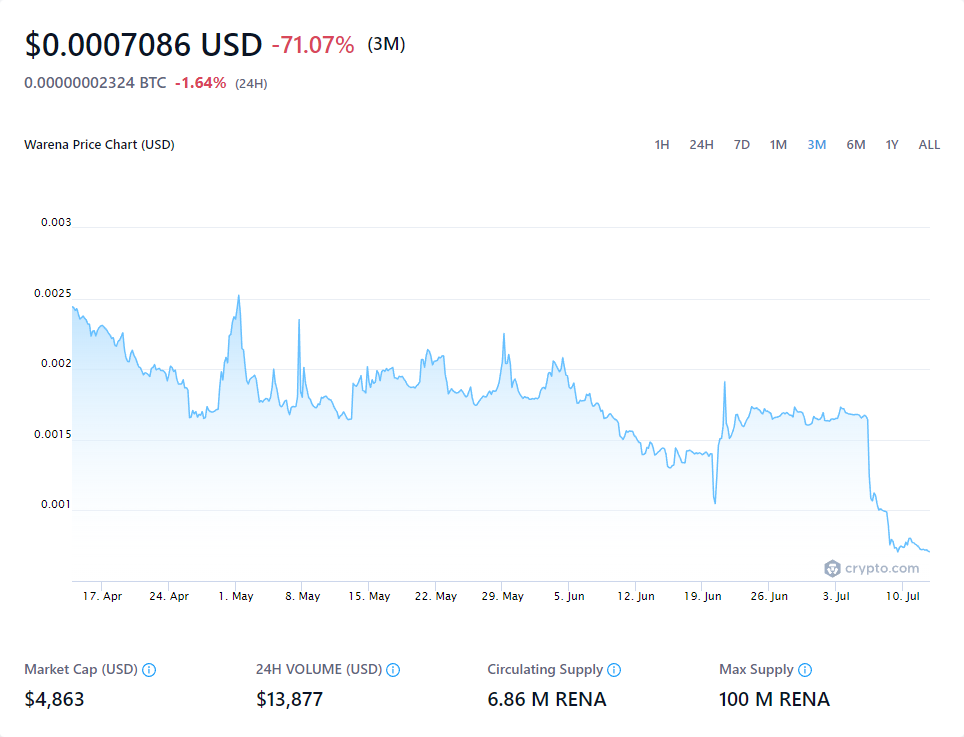 $0.0007086 USD -71.07% (3M)
0.00000002324 BTC -1.64% (24H)
Warena Price Chart (USD) 1H 24H 7D 1M 3M 6M 1Y ALL
0.003
0.0025
0.002
0.0015
0.001
crypto.com
17. Apr 24. Apr 1. May 8. May 15. May 22. May 29. May 5. Jun 12. Jun 19. Jun 26. Jun 3. Jul 10. Jul
Market Cap (USD) 24H VOLUME (USD) Circulating Supply Max Supply
$4,863 $13,877 6.86 M RENA 100 M RENA